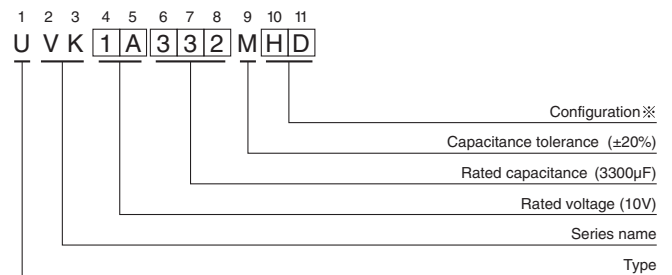 1 2 3 4 5 6 7 8 9 10 11
U V K 1 A 3 3 2 M H D
Configuration※
Capacitance tolerance (±20%)
Rated capacitance (3300µF)
Rated voltage (10V)
Series name
Type